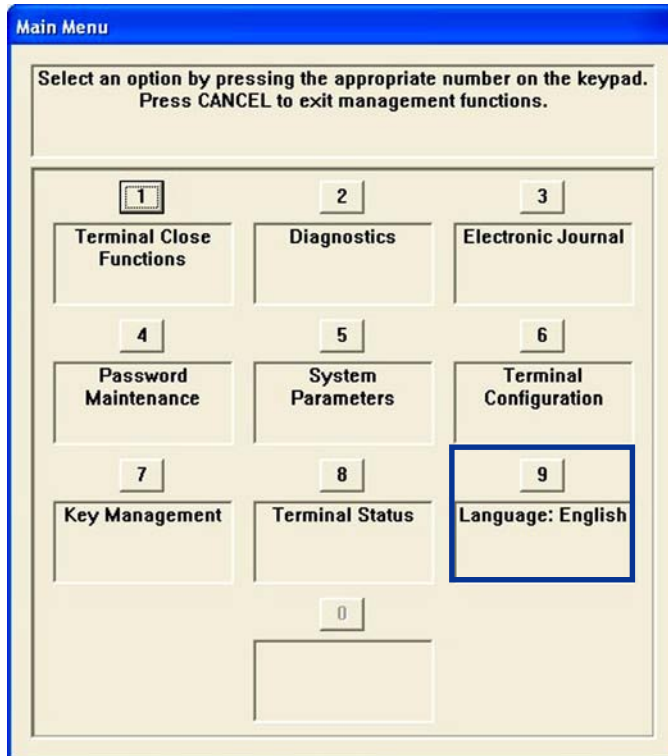 Main Menu
Select an option by pressing the appropriate number on the keypad.
Press CANCEL to exit management functions.
1
2
3
Terminal Close
Functions
Diagnostics
Electronic Journal
4
5
6
Password
Maintenance
System
Parameters
Terminal
Configuration
7
8
9
Key Management
Terminal Status
Language: English
0